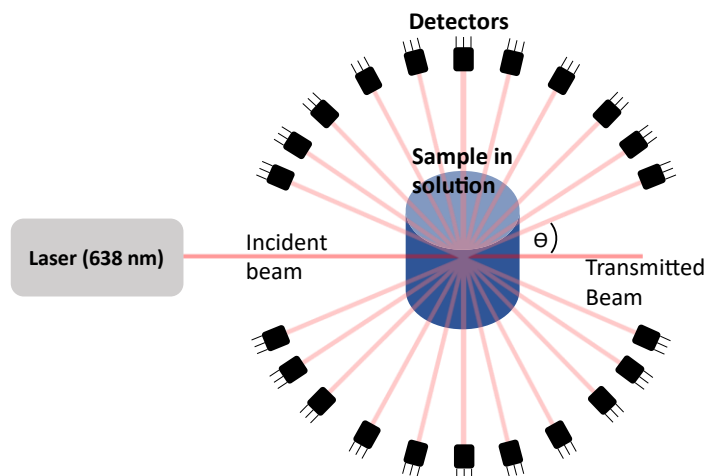 Detectors
Sample in
solution
Laser (638 nm)
Incident
beam
ɵ)
Transmitted
Beam